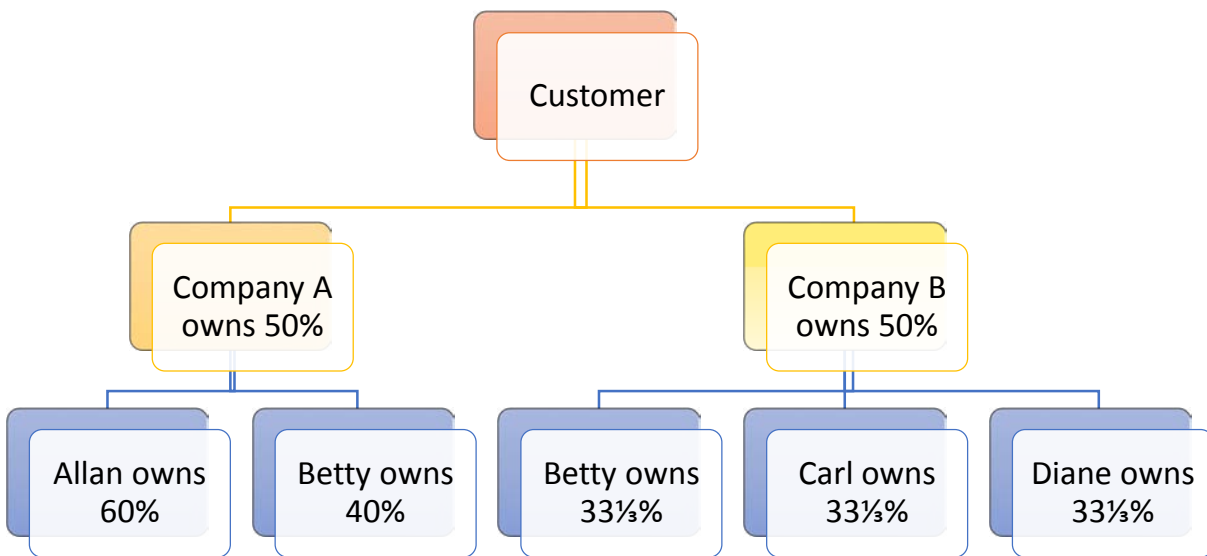 Customer
Company A
owns 50%
Company B
owns 50%
Allan owns
60%
Betty owns
40%
Betty owns
33⅓%
Carl owns
33⅓%
Diane owns
33⅓%